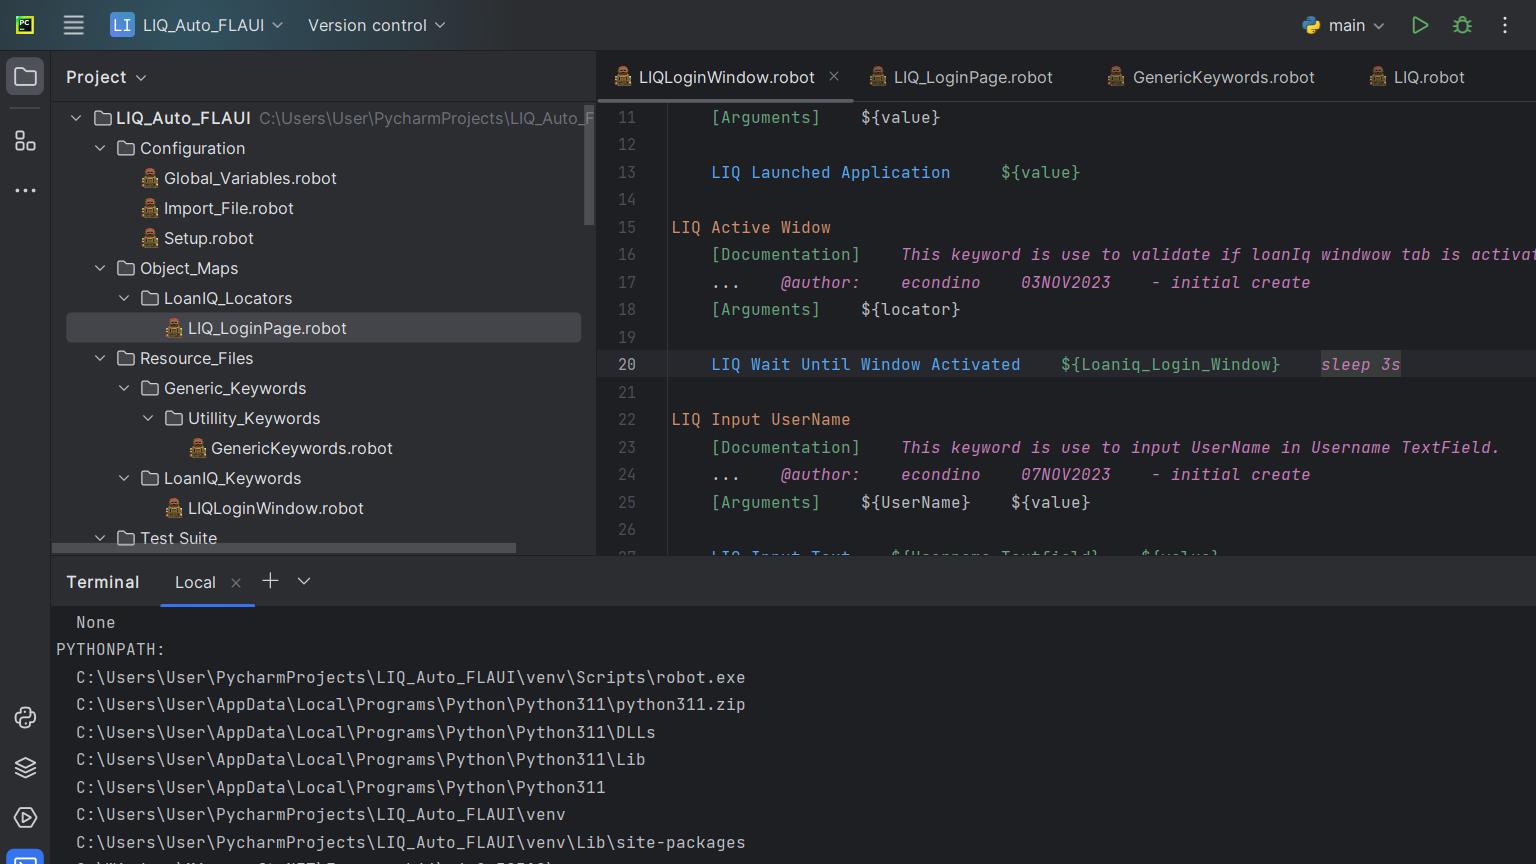 LI LIQ_Auto_FLAUI Version control main
Project
LIQ_Auto_FLAUI C:\Users\User\PycharmProjects\LIQ_Auto_F
Configuration
Global_Variables.robot
Import_File.robot
Setup.robot
Object_Maps
LoanIQ_Locators
LIQ_LoginPage.robot
Resource_Files
Generic_Keywords
Utillity_Keywords
GenericKeywords.robot
LoanIQ_Keywords
LIQLoginWindow.robot
Test Suite
LIQLoginWindow.robot LIQ_LoginPage.robot GenericKeywords.robot LIQ.robot
11 [Arguments] ${value}
12
13 LIQ Launched Application ${value}
14
15 LIQ Active Widow
16 [Documentation] This keyword is use to validate if loanIq windwow tab is activat
17 ... @author: econdino 03NOV2023 - initial create
18 [Arguments] ${locator}
19
20 LIQ Wait Until Window Activated ${Loaniq_Login_Window} sleep 3s
21
22 LIQ Input UserName
23 [Documentation] This keyword is use to input UserName in Username TextField.
24 ... @author: econdino 07NOV2023 - initial create
25 [Arguments] ${UserName} ${value}
26
27 LIQ Input Text ${Username_Textfield} ${value}
Terminal Local
None
PYTHONPATH:
C:\Users\User\PycharmProjects\LIQ_Auto_FLAUI\venv\Scripts\robot.exe
C:\Users\User\AppData\Local\Programs\Python\Python311\python311.zip
C:\Users\User\AppData\Local\Programs\Python\Python311\DLLs
C:\Users\User\AppData\Local\Programs\Python\Python311\Lib
C:\Users\User\AppData\Local\Programs\Python\Python311
C:\Users\User\PycharmProjects\LIQ_Auto_FLAUI\venv
C:\Users\User\PycharmProjects\LIQ_Auto_FLAUI\venv\Lib\site-packages